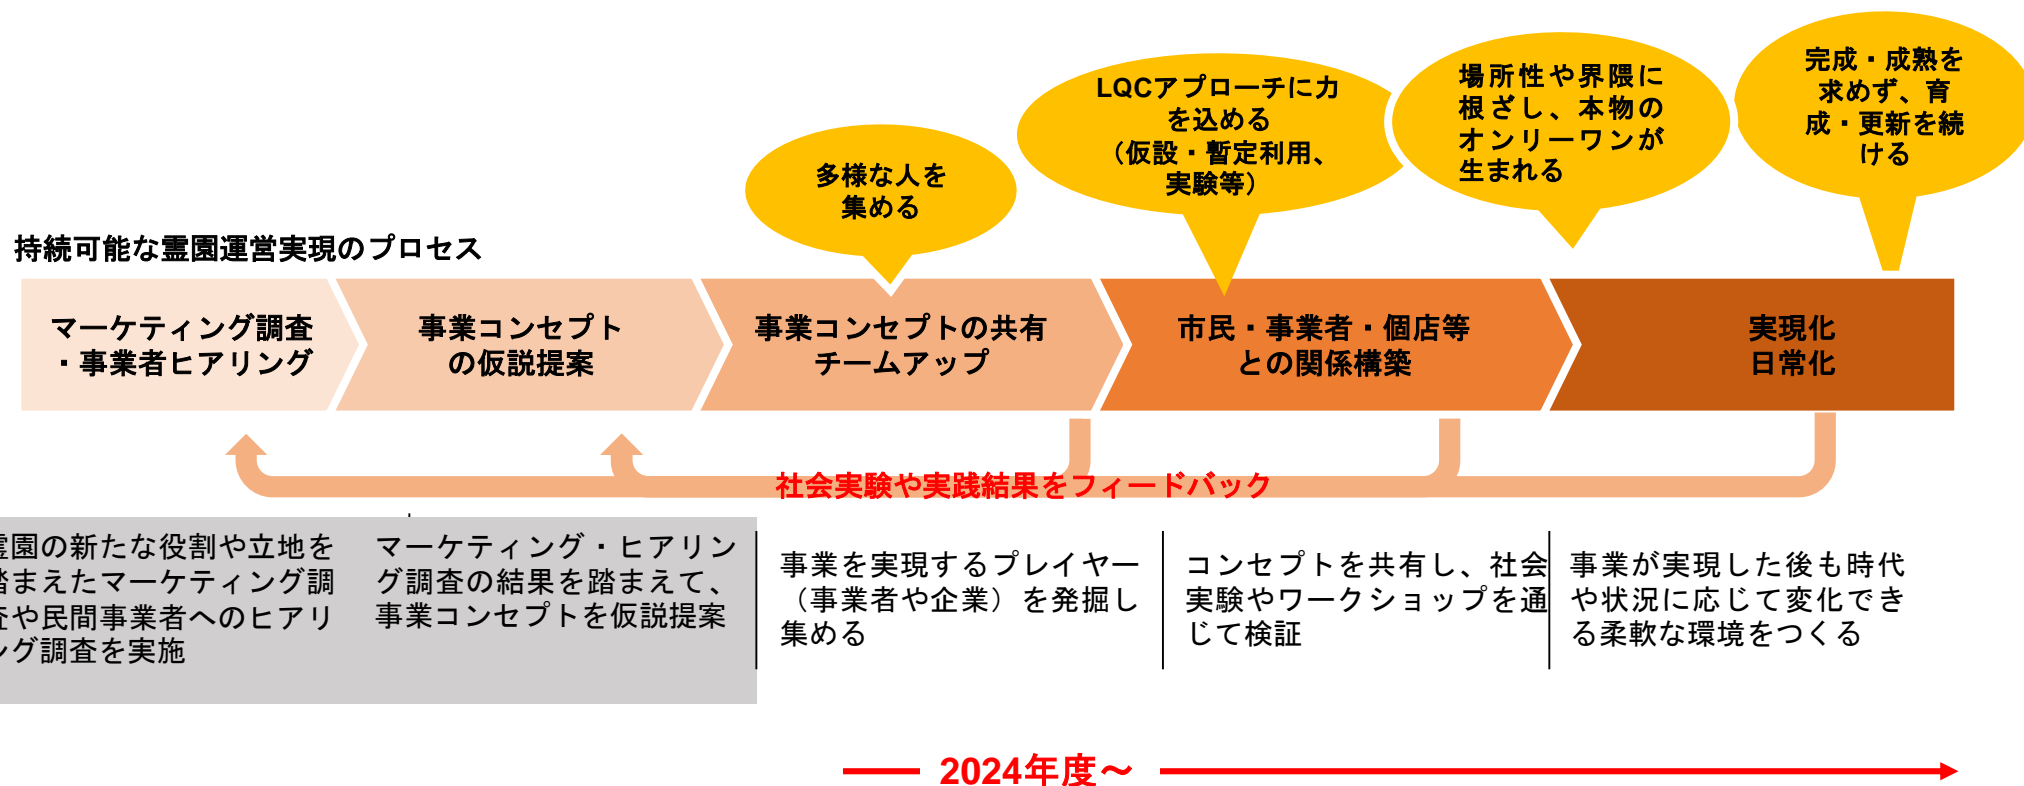 完成・成熟を
求めず、育
成・更新を続
ける
場所性や界隈に
根ざし、本物の
オンリーワンが
生まれる
LQCアプローチに力
を込める
（仮設・暫定利用、
実験等）
多様な人を
集める
持続可能な霊園運営実現のプロセス
マーケティング調査
・事業者ヒアリング
事業コンセプト
の仮説提案
事業コンセプトの共有
チームアップ
市民・事業者・個店等
との関係構築
実現化
日常化
社会実験や実践結果をフィードバック
霊園の新たな役割や立地を
踏まえたマーケティング調
査や民間事業者へのヒアリ
ング調査を実施
マーケティング・ヒアリン
グ調査の結果を踏まえて、
事業コンセプトを仮説提案
事業を実現するプレイヤー
（事業者や企業）を発掘し
集める
コンセプトを共有し、社会
実験やワークショップを通
じて検証
事業が実現した後も時代
や状況に応じて変化でき
る柔軟な環境をつくる
2024年度～